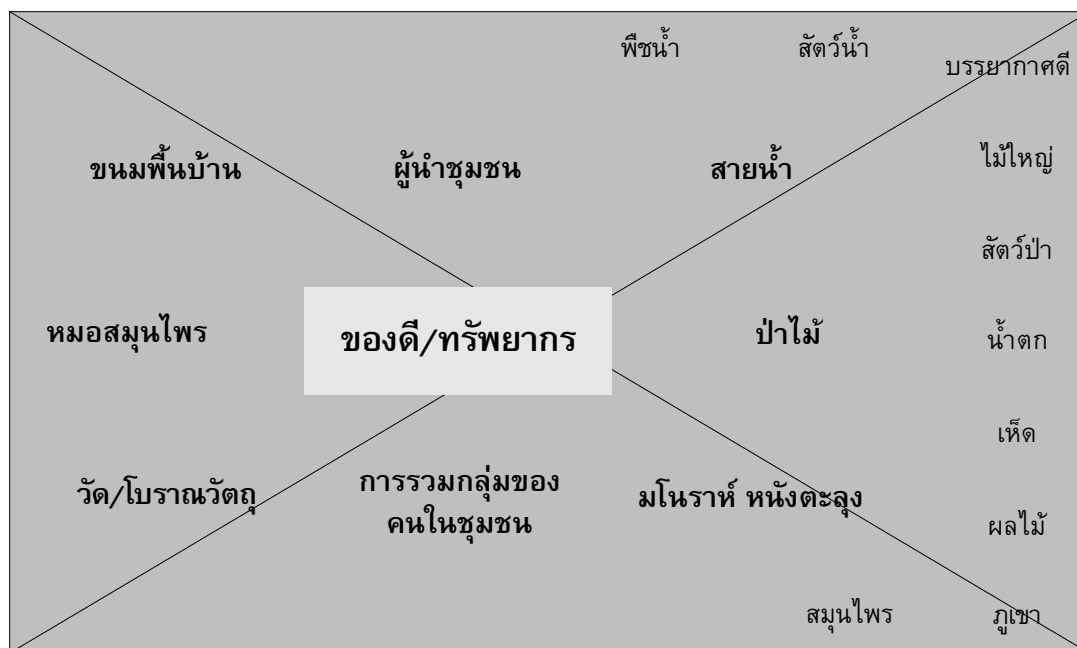 พืชน้ำ
สัตว์น้ำ
บรรยากาศดี
ขนมพื้นบ้าน
ผู้นำชุมชน
สายน้ำ
ไม้ใหญ่
สัตว์ป่า
หมอสมุนไพร
ของดี/ทรัพยากร
ป่าไม้
น้ำตก
เห็ด
วัด/โบราณวัตถุ
การรวมกลุ่มของ
คนในชุมชน
มโนราห์ หนังตะลุง
ผลไม้
สมุนไพร
ภูเขา